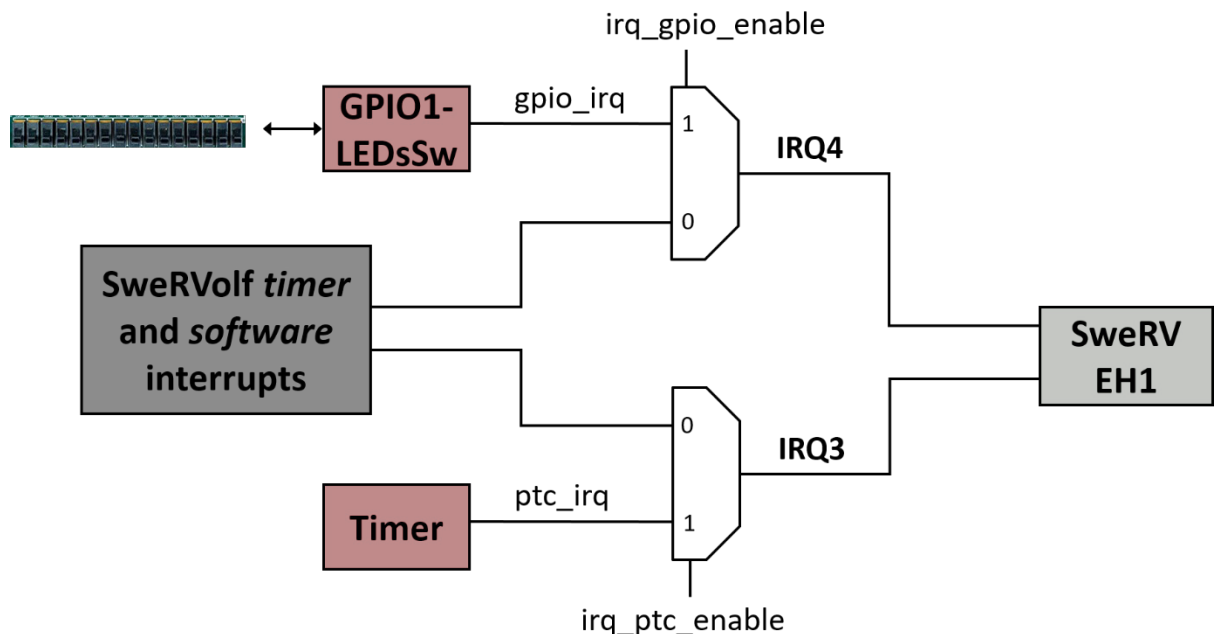 irq_gpio_enable
GPIO1-
LEDsSw
gpio_irq
1
IRQ4
0
SweRVolf timer
and software
interrupts
SweRV
EH1
0
IRQ3
Timer
ptc_irq
1
irq_ptc_enable